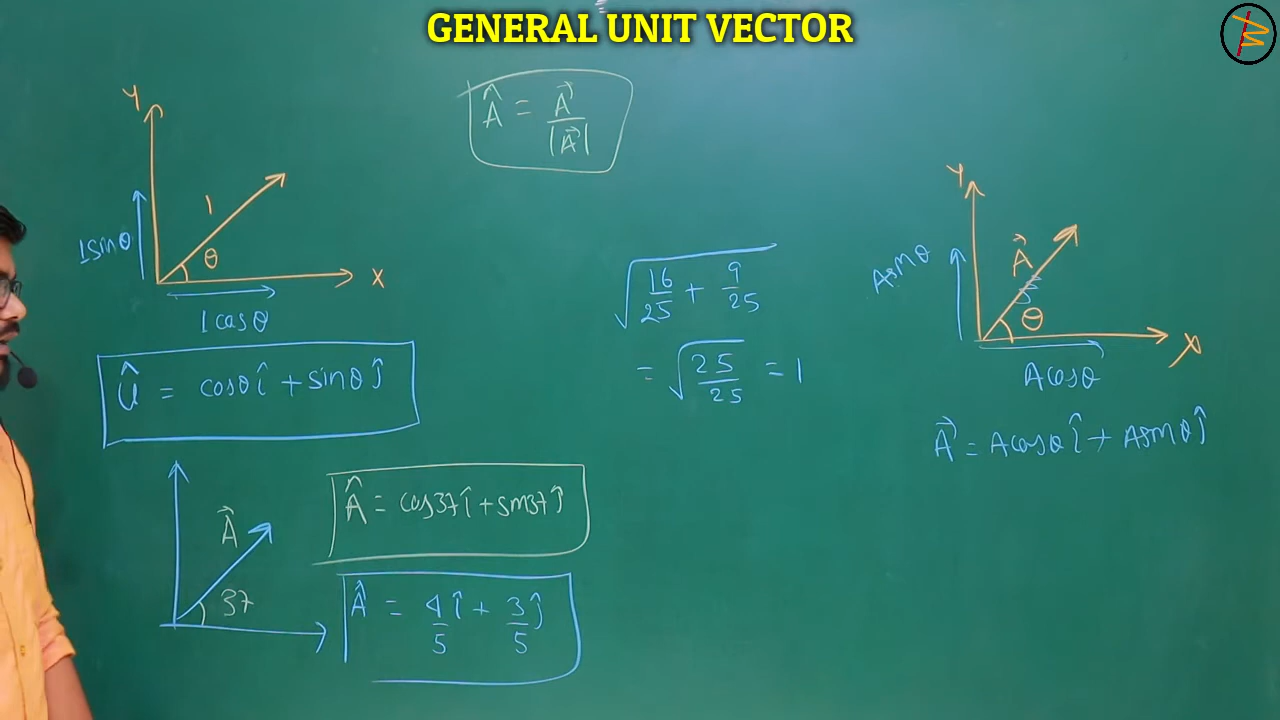 GENERAL UNIT VECTOR
Â = A⃗ / |A⃗|
Y
1
θ
X
1sinθ
1cosθ
û = cosθ î + sinθ ĵ
A⃗
37
Â = cos37 î + sin37 ĵ
Â = 4/5 î + 3/5 ĵ
√(16/25 + 9/25)
= √(25/25) = 1
Y
A⃗
θ
X
Asinθ
Acosθ
A⃗ = Acosθ î + Asinθ ĵ